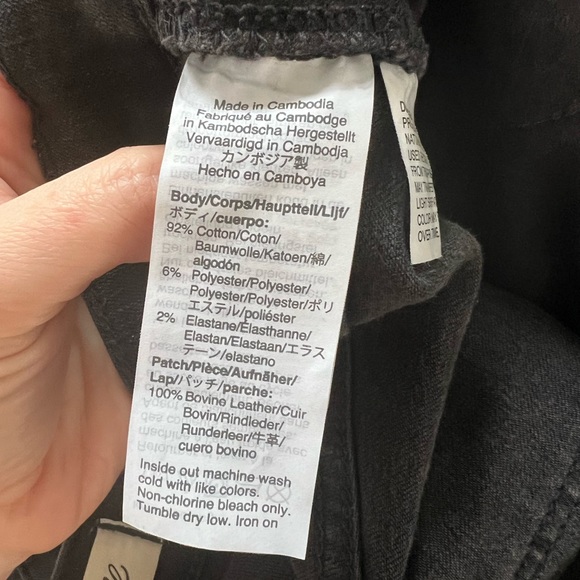 Made in Cambodia
Fabriqué au Cambodge
in Kambodscha Hergestellt
Vervaardigd in Cambodja
カンボジア製
Hecho en Camboya
Body/Corps/Hauptteil/Lijf/
ボディ/cuerpo:
92% Cotton/Coton/
Baumwolle/Katoen/綿/
algodón
6% Polyester/Polyester/
Polyester/Polyester/ポリ
エステル/poliéster
2% Elastane/Élasthanne/
Elastan/Elastaan/エラス
テーン/elastano
Patch/Pièce/Aufnäher/
Lap/パッチ/parche:
100% Bovine Leather/Cuir
Bovin/Rindleder/
Runderleer/牛革/
cuero bovino
Inside out machine wash
cold with like colors.
Non-chlorine bleach only.
Tumble dry low. Iron on
OVER TIME